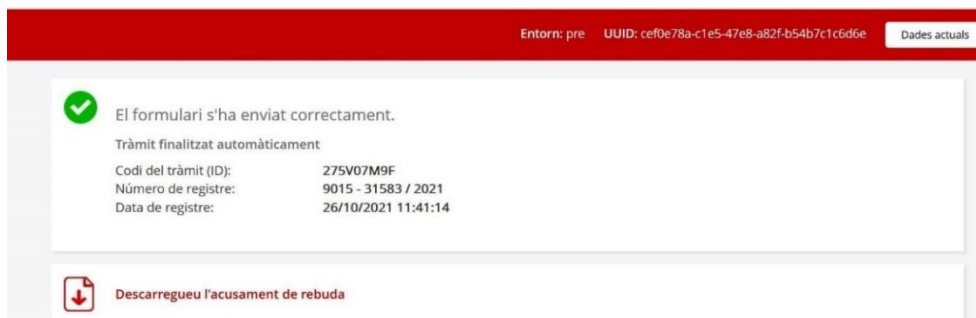 Entorn: pre UUID: cef0e78a-c1e5-47e8-a82f-b54b7c1c6d6e Dades actuals
El formulari s'ha enviat correctament.
Tràmit finalitzat automàticament
Codi del tràmit (ID): 275V07M9F
Número de registre: 9015 - 31583 / 2021
Data de registre: 26/10/2021 11:41:14
Descarregueu l'acusament de rebuda